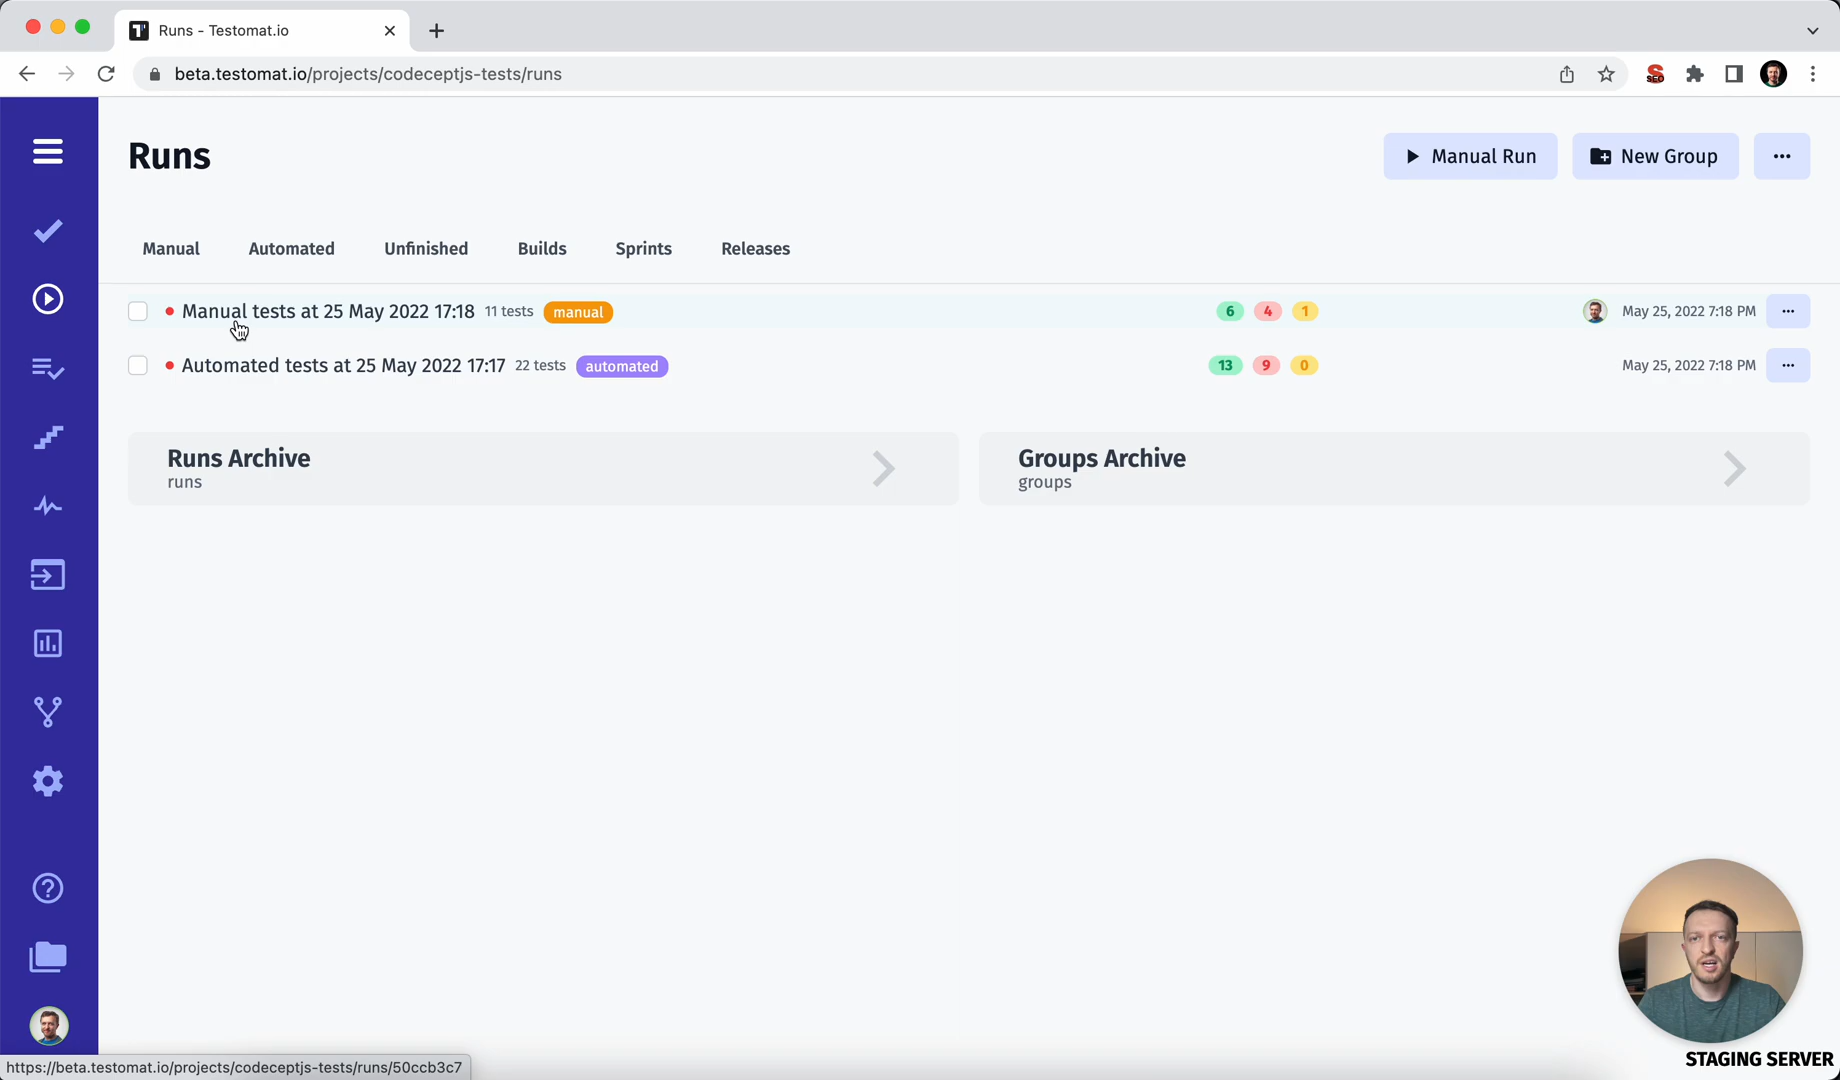 Runs - Testomat.io
beta.testomat.io/projects/codeceptjs-tests/runs
SEO
Runs
Manual Run
New Group
Manual Automated Unfinished Builds Sprints Releases
Manual tests at 25 May 2022 17:18 11 tests manual 6 4 1 May 25, 2022 7:18 PM
Automated tests at 25 May 2022 17:17 22 tests automated 13 9 0 May 25, 2022 7:18 PM
Runs Archive
runs
Groups Archive
groups
STAGING SERVER
https://beta.testomat.io/projects/codeceptjs-tests/runs/50ccb3c7